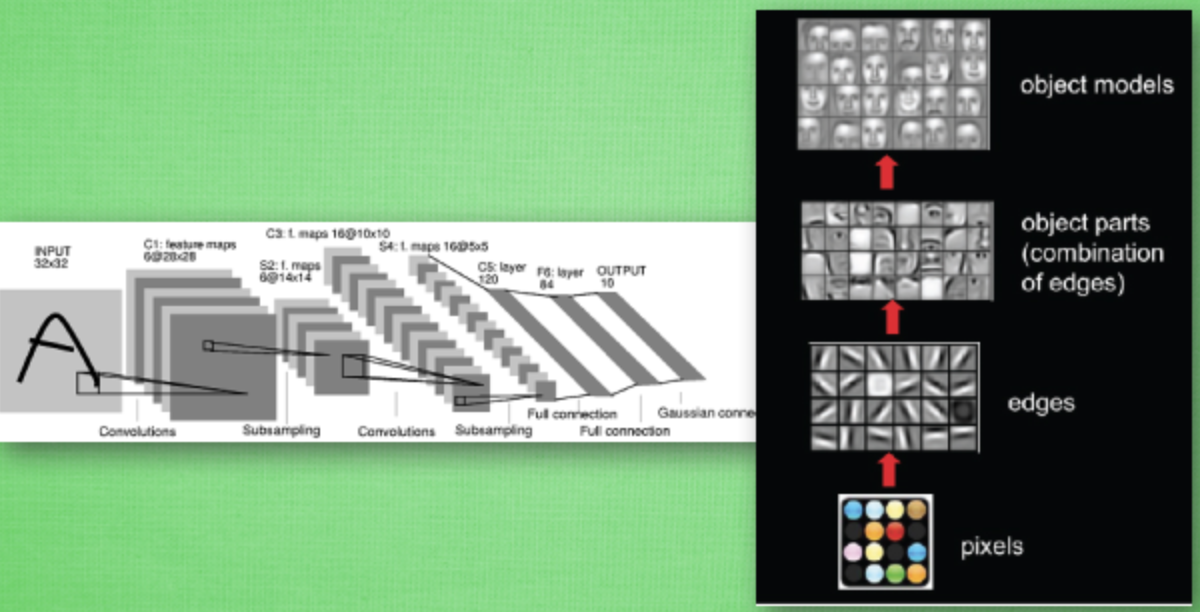 INPUT
32x32
C1: feature maps
6@28x28
S2: f. maps
6@14x14
C3: f. maps 16@10x10
S4: f. maps 16@5x5
C5: layer
120
F6: layer
84
OUTPUT
10
A
Convolutions
Subsampling
Convolutions
Subsampling
Full connection
Full connection
Gaussian conne
object models
object parts
(combination
of edges)
edges
pixels